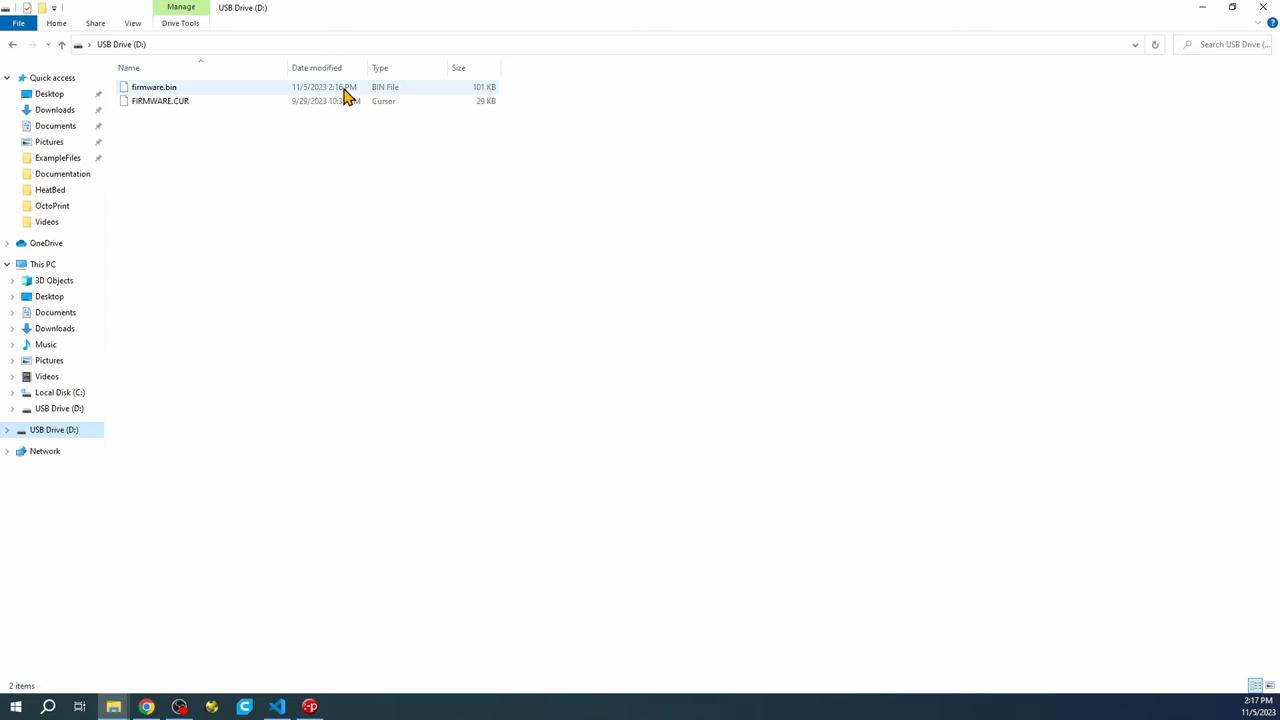 Manage
USB Drive (D:)
File
Home
Share
View
Drive Tools
USB Drive (D:)
Search USB Drive (...
Name
Date modified
Type
Size
firmware.bin
11/5/2023 2:16 PM
BIN File
101 KB
FIRMWARE.CUR
9/29/2023
Cursor
29 KB
Quick access
Desktop
Downloads
Documents
Pictures
ExampleFiles
Documentation
HeatBed
OctoPrint
Videos
OneDrive
This PC
3D Objects
Desktop
Documents
Downloads
Music
Pictures
Videos
Local Disk (C:)
USB Drive (D:)
USB Drive (D:)
Network
2 items
2:17 PM
11/5/2023